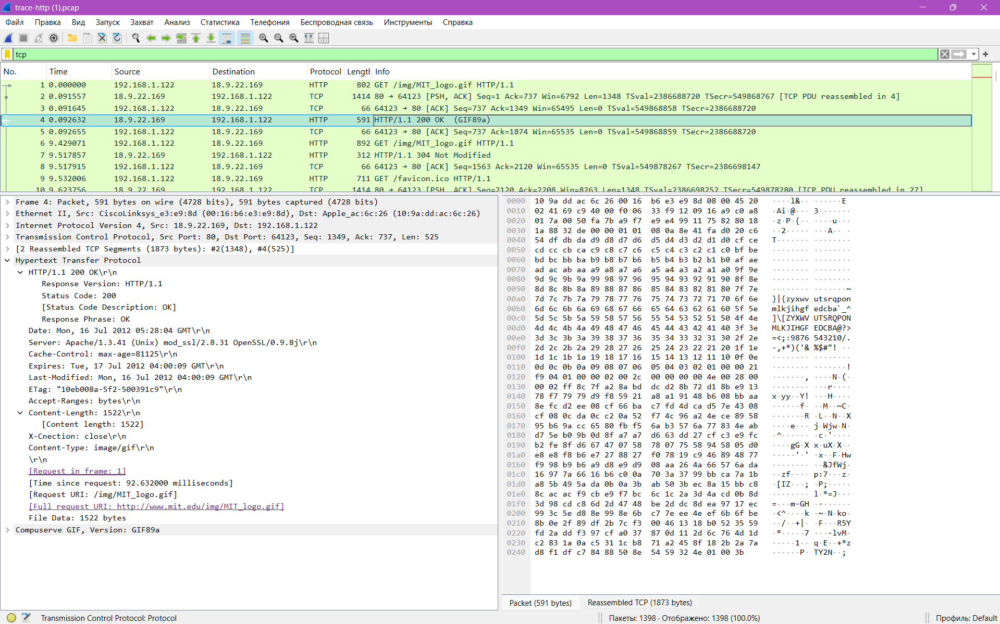 trace-http (1).pcap
Файл Правка Вид Запуск Захват Анализ Статистика Телефония Беспроводная связь Инструменты Справка
tcp
No. Time Source Destination Protocol Length Info
1 0.000000 192.168.1.122 18.9.22.169 HTTP 802 GET /img/MIT_logo.gif HTTP/1.1
2 0.091557 18.9.22.169 192.168.1.122 TCP 1414 80 → 64123 [PSH, ACK] Seq=1 Ack=737 Win=6792 Len=1348 TSval=2386688720 TSecr=549868767 [TCP PDU reassembled in 4]
3 0.091645 192.168.1.122 18.9.22.169 TCP 66 64123 → 80 [ACK] Seq=737 Ack=1349 Win=65495 Len=0 TSval=549868858 TSecr=2386688720
4 0.092632 18.9.22.169 192.168.1.122 HTTP 591 HTTP/1.1 200 OK (GIF89a)
5 0.092655 192.168.1.122 18.9.22.169 TCP 66 64123 → 80 [ACK] Seq=737 Ack=1874 Win=65535 Len=0 TSval=549868859 TSecr=2386688720
6 9.429071 192.168.1.122 18.9.22.169 HTTP 892 GET /img/MIT_logo.gif HTTP/1.1
7 9.517857 18.9.22.169 192.168.1.122 HTTP 312 HTTP/1.1 304 Not Modified
8 9.517915 192.168.1.122 18.9.22.169 TCP 66 64123 → 80 [ACK] Seq=1563 Ack=2120 Win=65535 Len=0 TSval=549878267 TSecr=2386698147
9 9.532006 192.168.1.122 18.9.22.169 HTTP 711 GET /favicon.ico HTTP/1.1
10 9.623756 18.9.22.169 192.168.1.122 TCP 1414 80 → 64123 [PSH, ACK] Seq=2120 Ack=2208 Win=8263 Len=1348 TSval=2386698252 TSecr=549878280 [TCP PDU reassembled in 27]
Frame 4: Packet, 591 bytes on wire (4728 bits), 591 bytes captured (4728 bits)
Ethernet II, Src: CiscoLinksys_e3:e9:8d (00:16:b6:e3:e9:8d), Dst: Apple_ac:6c:26 (10:9a:dd:ac:6c:26)
Internet Protocol Version 4, Src: 18.9.22.169, Dst: 192.168.1.122
Transmission Control Protocol, Src Port: 80, Dst Port: 64123, Seq: 1349, Ack: 737, Len: 525
[2 Reassembled TCP Segments (1873 bytes): #2(1348), #4(525)]
Hypertext Transfer Protocol
HTTP/1.1 200 OK\r\n
Response Version: HTTP/1.1
Status Code: 200
[Status Code Description: OK]
Response Phrase: OK
Date: Mon, 16 Jul 2012 05:28:04 GMT\r\n
Server: Apache/1.3.41 (Unix) mod_ssl/2.8.31 OpenSSL/0.9.8j\r\n
Cache-Control: max-age=81125\r\n
Expires: Tue, 17 Jul 2012 04:00:09 GMT\r\n
Last-Modified: Mon, 16 Jul 2012 04:00:09 GMT\r\n
ETag: "10eb008a-5f2-500391c9"\r\n
Accept-Ranges: bytes\r\n
Content-Length: 1522\r\n
[Content length: 1522]
X-Cnection: close\r\n
Content-Type: image/gif\r\n
\r\n
[Request in frame: 1]
[Time since request: 92.632000 milliseconds]
[Request URI: /img/MIT_logo.gif]
[Full request URI: http://www.mit.edu/img/MIT_logo.gif]
File Data: 1522 bytes
Compuserve GIF, Version: GIF89a
0000 10 9a dd ac 6c 26 00 16 b6 e3 e9 8d 08 00 45 20 ····l&·· ······E
0010 02 41 69 c9 40 00 f0 06 33 f9 12 09 16 a9 c0 a8 ·Ai·@··· 3·······
0020 01 7a 00 50 fa 7b a9 f7 e9 e4 99 11 75 82 80 18 ·z·P·{·· ····u···
0030 1a 88 32 de 00 00 01 01 08 0a 8e 41 fa d0 20 c6 ··2····· ···A·· ·
0040 54 df db da d9 d8 d7 d6 d5 d4 d3 d2 d1 d0 cf ce T······· ········
0050 cd cc cb ca c9 c8 c7 c6 c5 c4 c3 c2 c1 c0 bf be ········ ········
0060 bd bc bb ba b9 b8 b7 b6 b5 b4 b3 b2 b1 b0 af ae ········ ········
0070 ad ac ab aa a9 a8 a7 a6 a5 a4 a3 a2 a1 a0 9f 9e ········ ········
0080 9d 9c 9b 9a 99 98 97 96 95 94 93 92 91 90 8f 8e ········ ········
0090 8d 8c 8b 8a 89 88 87 86 85 84 83 82 81 80 7f 7e ········ ·······~
00a0 7d 7c 7b 7a 79 78 77 76 75 74 73 72 71 70 6f 6e }|{zyxwv utsrqpon
00b0 6d 6c 6b 6a 69 68 67 66 65 64 63 62 61 60 5f 5e mlkjihgf edcba`_^
00c0 5d 5c 5b 5a 59 58 57 56 55 54 53 52 51 50 4f 4e ]\[ZYXWV UTSRQPON
00d0 4d 4c 4b 4a 49 48 47 46 45 44 43 42 41 40 3f 3e MLKJIHGF EDCBA@?>
00e0 3d 3c 3b 3a 39 38 37 36 35 34 33 32 31 30 2f 2e =<;:9876 543210/.
00f0 2d 2c 2b 2a 29 28 27 26 25 24 23 22 21 20 1f 1e -,+*)('& %$#"! ··
0100 1d 1c 1b 1a 19 18 17 16 15 14 13 12 11 10 0f 0e ········ ········
0110 0d 0c 0b 0a 09 08 07 06 05 04 03 02 01 00 00 21 ········ ·······!
0120 f9 04 01 00 00 02 00 2c 00 00 00 00 4e 00 28 00 ·······, ····N·(·
0130 00 02 ff 8c 7f a2 8a bd dc d2 8b 72 d1 8b e9 13 ········ ···r····
0140 78 f7 79 79 d9 f8 59 21 a8 a1 91 48 b6 08 bb aa x·yy··Y! ···H····
0150 8e fc d2 ee 08 cf 66 ba c7 fd 4d ca d5 7e 43 08 ······f· ··M··~C·
0160 cf 08 0c da 0c c2 0a 52 f7 4c 96 a2 4e ce 89 58 ·······R ·L··N··X
0170 95 b6 9a cc 65 80 fb f5 6a b3 57 6a 77 83 4e ab ····e··· j·Wjw·N·
0180 d7 5e b0 9b 0d 8f a7 a7 d6 63 dd 27 cf c3 e9 fc ·^······ ·c·'····
0190 b2 fe 8f d6 67 47 07 58 78 07 75 58 94 58 05 d0 ····gG·X x·uX·X··
01a0 e8 e8 f8 b6 e7 27 88 27 f0 78 19 c9 46 89 48 77 ·····'·' ·x··F·Hw
01b0 f9 98 b9 b6 a9 d8 e9 d9 08 aa 26 4a 66 57 6a da ········ ··&JfWj·
01c0 16 97 7a 66 16 b6 c0 0a 70 3a 37 99 bb ca 7a 1b ··zf···· p:7···z·
01d0 a8 5b 49 5a da 0b 0a 3b ab 50 3b ec 8a 15 bb c8 ·[IZ···; ·P;·····
01e0 8c ac ac f9 cb e9 f7 bc 6c 1c 2a 3d 4a cd 0b 8d ········ l·*=J···
01f0 3d 98 cd c8 6d 2d 47 48 be 2d dc 8d ea 97 17 ec =···m-GH ·-······
0200 99 3c 5e d8 8e 99 8e 6b c7 7e ee 4e ef 6b 6f be ·<^····k ·~·N·ko·
0210 8b 0e 2f 89 df 2b 7c f3 00 46 13 18 b0 52 35 59 ··/··+|· ·F···R5Y
0220 fd 2a dd f3 97 cf a0 37 87 0d 11 2d 6c 76 4d 1d ·*·····7 ···-lvM·
0230 c2 83 1a 0a c5 31 1c b8 71 a2 45 8f 18 2b 2a 7a ·····1·· q·E··+*z
0240 d8 f1 df c7 84 88 50 8e 54 59 32 4e 01 00 3b ······P· TY2N··;
Packet (591 bytes) Reassembled TCP (1873 bytes)
Transmission Control Protocol: Protocol Пакеты: 1398 · Отображено: 1398 (100.0%) Профиль: Default